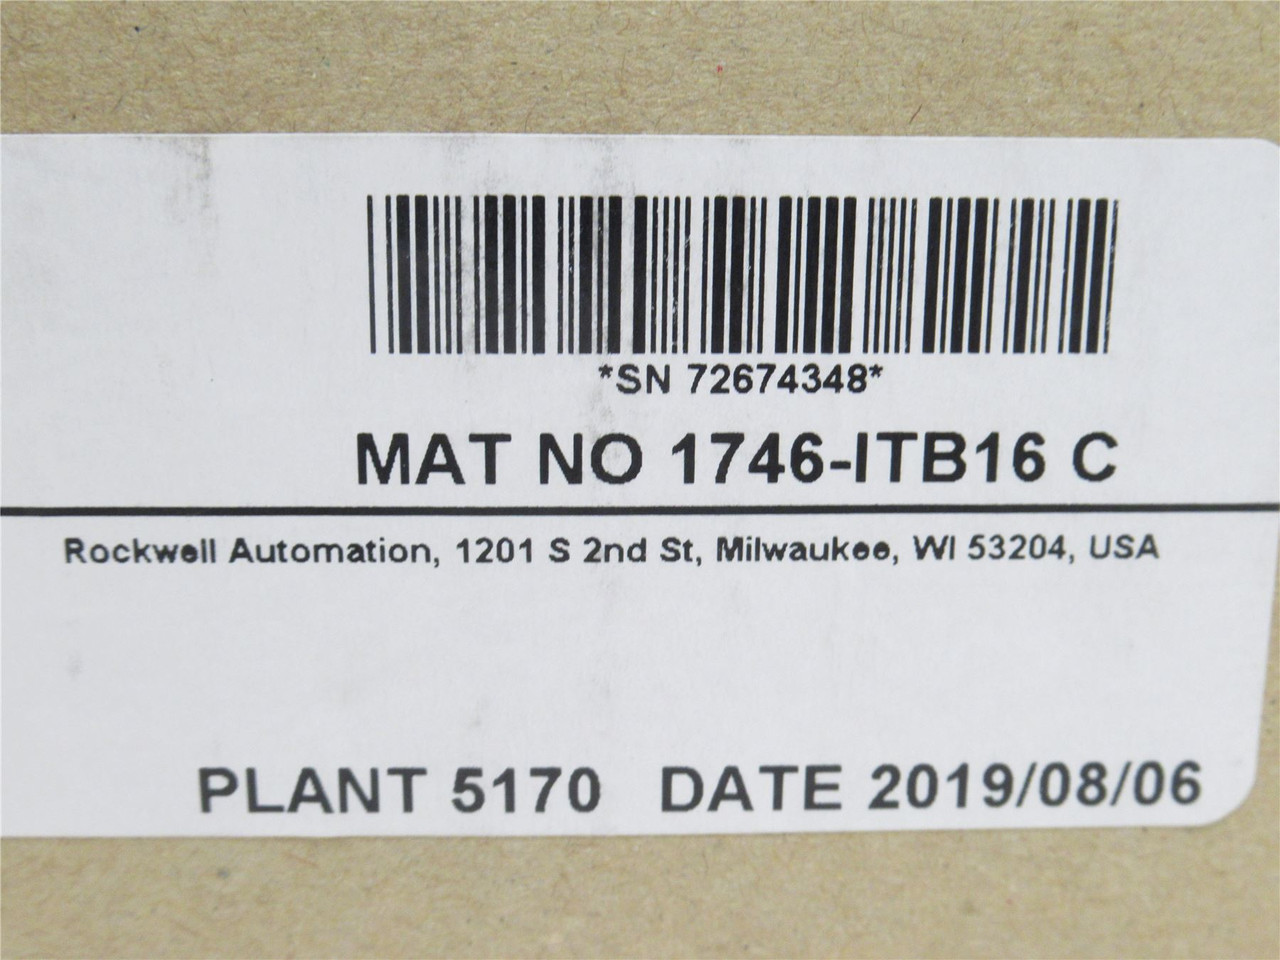 *SN 72674348*
MAT NO 1746-ITB16 C
Rockwell Automation, 1201 S 2nd St, Milwaukee, WI 53204, USA
PLANT 5170 DATE 2019/08/06